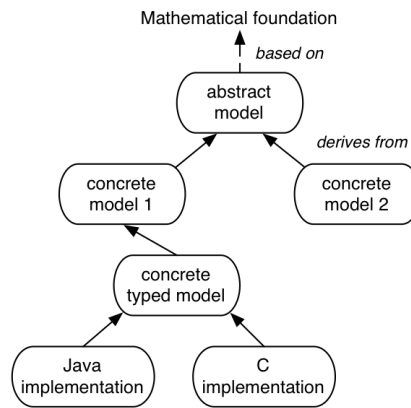 Mathematical foundation
based on
abstract
model
derives from
concrete
model 1
concrete
model 2
concrete
typed model
Java
implementation
C
implementation